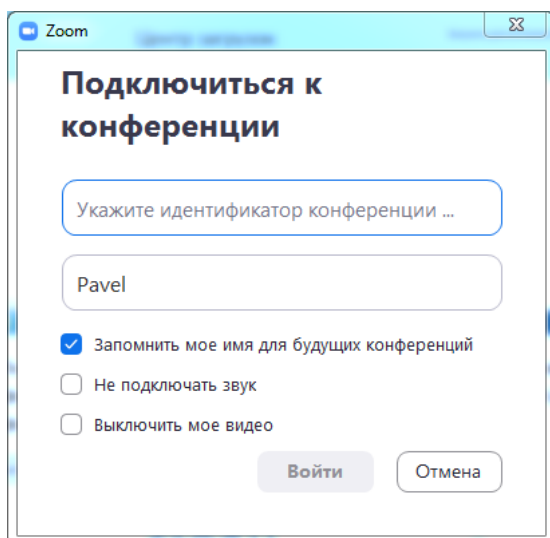 Zoom
Подключиться к
конференции
Укажите идентификатор конференции ...
Pavel
Запомнить мое имя для будущих конференций
Не подключать звук
Выключить мое видео
Войти
Отмена